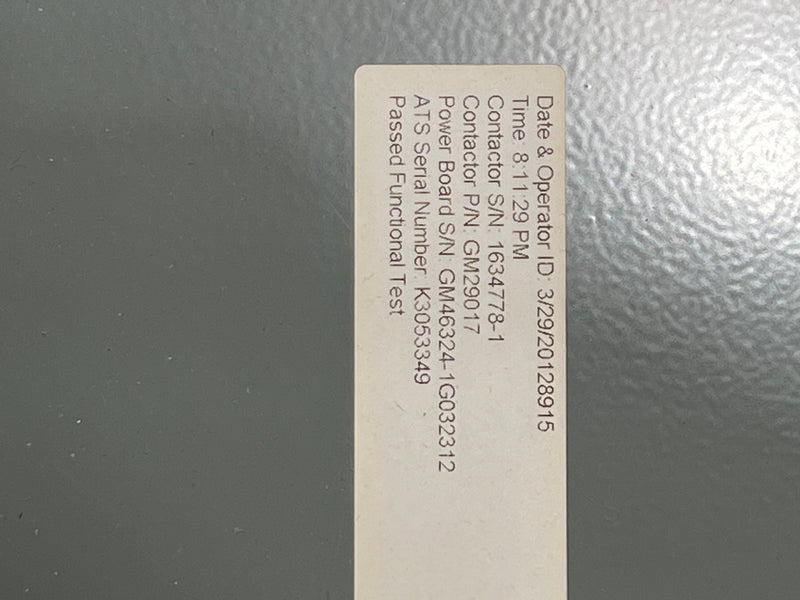 Date & Operator ID: 3/29/20128915
Time: 8:11:29 PM
Contactor S/N: 1634778-1
Contactor P/N: GM29017
Power Board S/N: GM46324-1G032312
ATS Serial Number: K3053349
Passed Functional Test